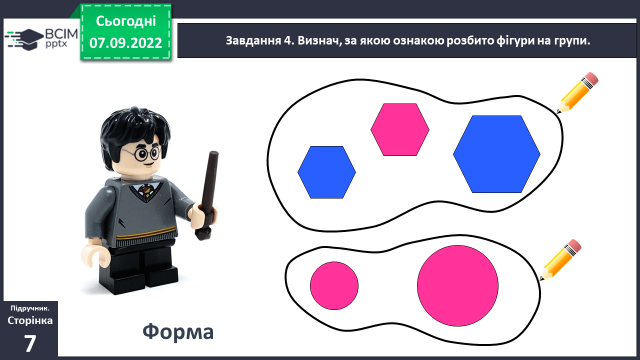 ВСІМ
pptx
Сьогодні
07.09.2022
Завдання 4. Визнач, за якою ознакою розбито фігури на групи.
Підручник.
Сторінка
7
Форма